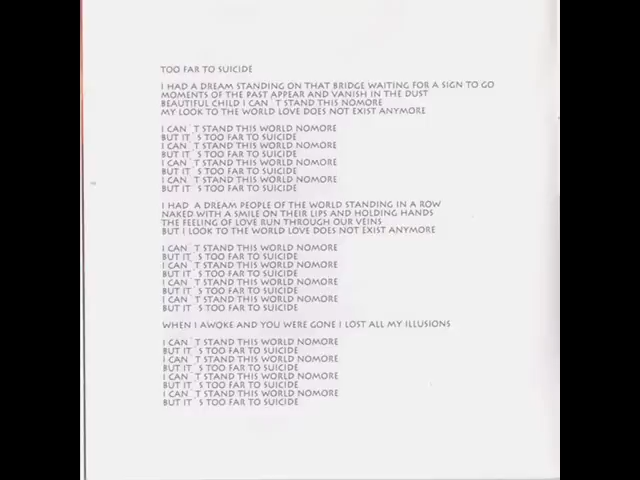 TOO FAR TO SUICIDE
I HAD A DREAM STANDING ON THAT BRIDGE WAITING FOR A SIGN TO GO
MOMENTS OF THE PAST APPEAR AND VANISH IN THE DUST
BEAUTIFUL CHILD I CAN´T STAND THIS NOMORE
MY LOOK TO THE WORLD LOVE DOES NOT EXIST ANYMORE
I CAN´T STAND THIS WORLD NOMORE
BUT IT´S TOO FAR TO SUICIDE
I CAN´T STAND THIS WORLD NOMORE
BUT IT´S TOO FAR TO SUICIDE
I CAN´T STAND THIS WORLD NOMORE
BUT IT´S TOO FAR TO SUICIDE
I CAN´T STAND THIS WORLD NOMORE
BUT IT´S TOO FAR TO SUICIDE
I HAD A DREAM PEOPLE OF THE WORLD STANDING IN A ROW
NAKED WITH A SMILE ON THEIR LIPS AND HOLDING HANDS
THE FEELING OF LOVE RUN THROUGH OUR VEINS
BUT I LOOK TO THE WORLD LOVE DOES NOT EXIST ANYMORE
I CAN´T STAND THIS WORLD NOMORE
BUT IT´S TOO FAR TO SUICIDE
I CAN´T STAND THIS WORLD NOMORE
BUT IT´S TOO FAR TO SUICIDE
I CAN´T STAND THIS WORLD NOMORE
BUT IT´S TOO FAR TO SUICIDE
I CAN´T STAND THIS WORLD NOMORE
BUT IT´S TOO FAR TO SUICIDE
WHEN I AWOKE AND YOU WERE GONE I LOST ALL MY ILLUSIONS
I CAN´T STAND THIS WORLD NOMORE
BUT IT´S TOO FAR TO SUICIDE
I CAN´T STAND THIS WORLD NOMORE
BUT IT´S TOO FAR TO SUICIDE
I CAN´T STAND THIS WORLD NOMORE
BUT IT´S TOO FAR TO SUICIDE
I CAN´T STAND THIS WORLD NOMORE
BUT IT´S TOO FAR TO SUICIDE